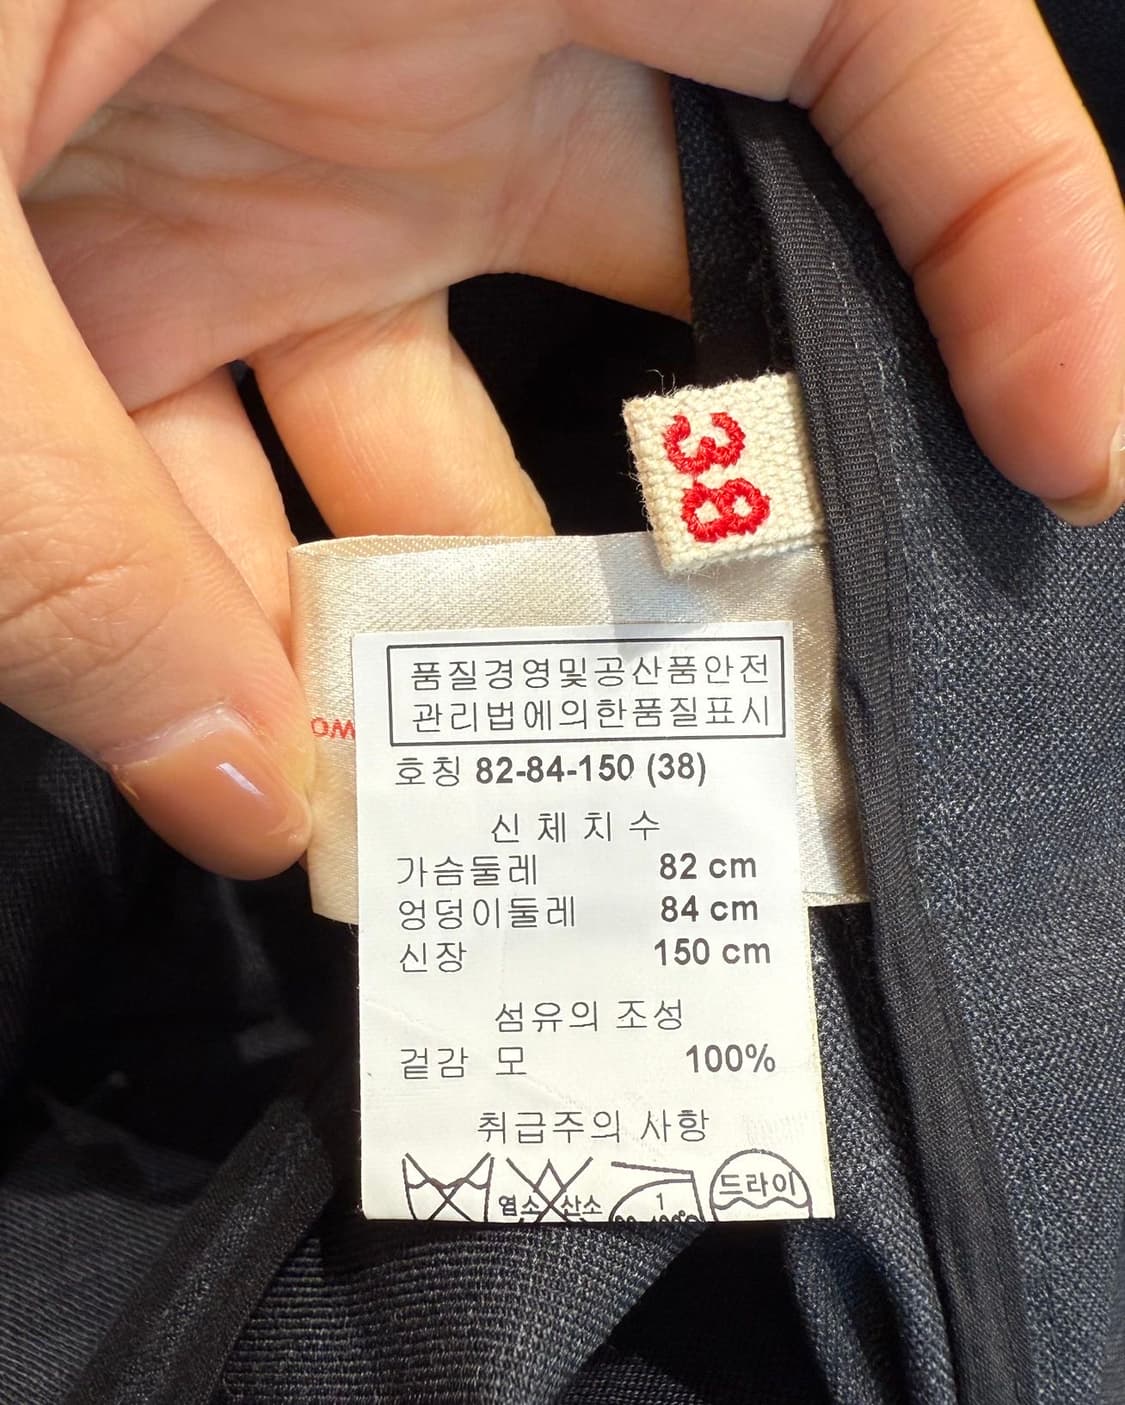 38
품질경영및공산품안전
관리법에의한품질표시
호칭 82-84-150 (38)
신 체 치 수
가슴둘레 82 cm
엉덩이둘레 84 cm
신장 150 cm
섬유의 조성
겉감 모 100%
취급주의 사항
염소 산소
1
드라이